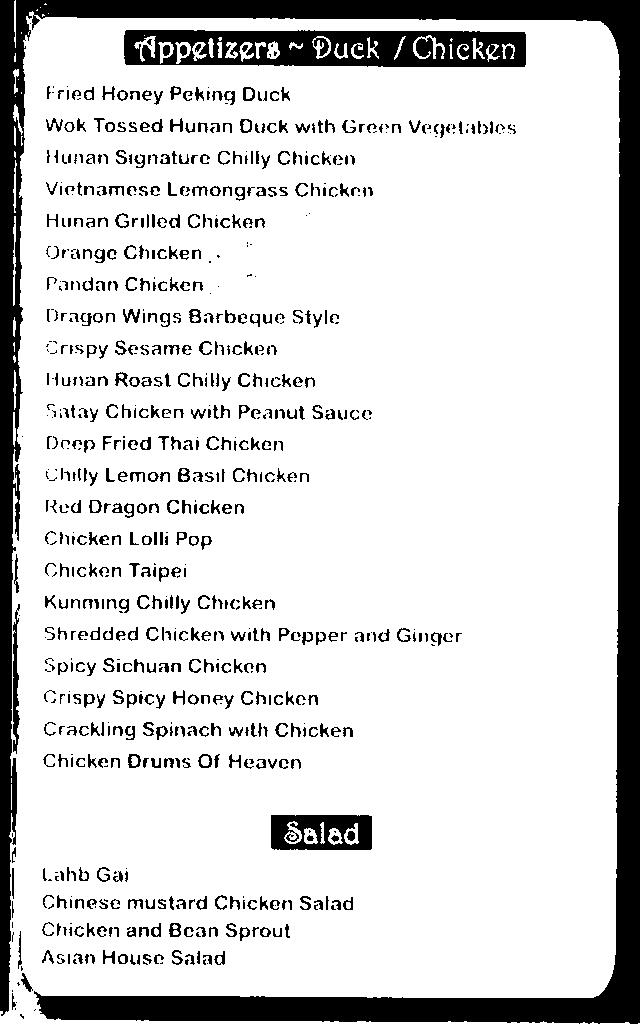 Appetizers ~ Duck / Chicken
Fried Honey Peking Duck
Wok Tossed Hunan Duck with Green Vegetables
Hunan Signature Chilly Chicken
Vietnamese Lemongrass Chicken
Hunan Grilled Chicken
Orange Chicken
Pandan Chicken
Dragon Wings Barbeque Style
Crispy Sesame Chicken
Hunan Roast Chilly Chicken
Satay Chicken with Peanut Sauce
Deep Fried Thai Chicken
Chilly Lemon Basil Chicken
Red Dragon Chicken
Chicken Lolli Pop
Chicken Taipei
Kunming Chilly Chicken
Shredded Chicken with Pepper and Ginger
Spicy Sichuan Chicken
Crispy Spicy Honey Chicken
Crackling Spinach with Chicken
Chicken Drums Of Heaven
Salad
Lahb Gai
Chinese mustard Chicken Salad
Chicken and Bean Sprout
Asian House Salad